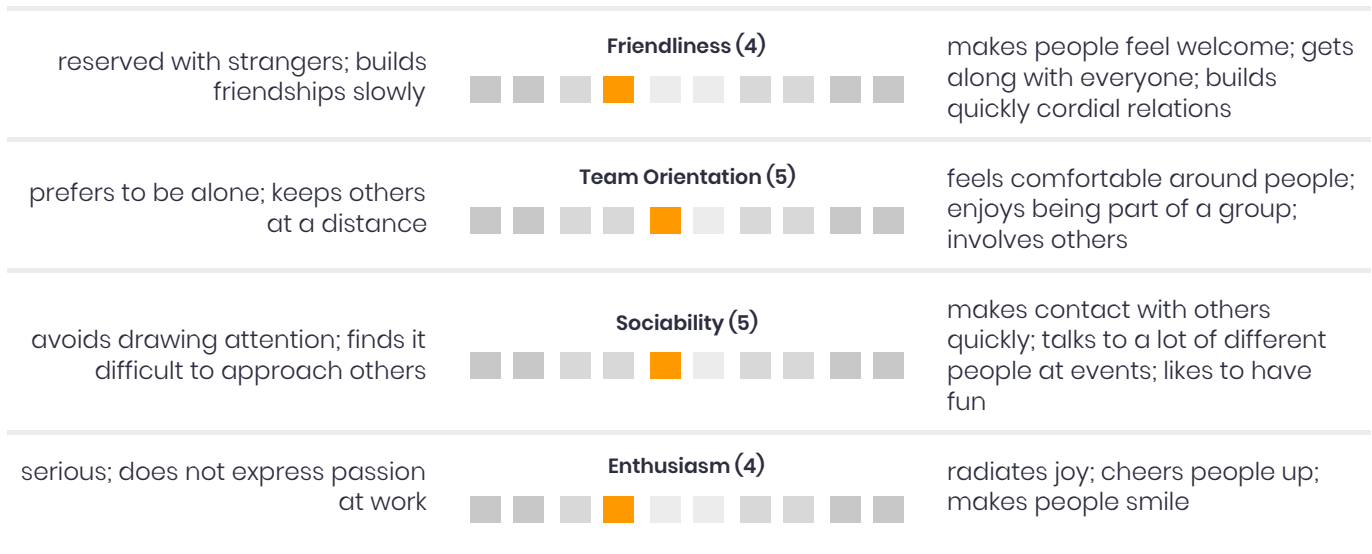 reserved with strangers; builds
friendships slowly
Friendliness (4)
makes people feel welcome; gets
along with everyone; builds
quickly cordial relations
prefers to be alone; keeps others
at a distance
Team Orientation (5)
feels comfortable around people;
enjoys being part of a group;
involves others
avoids drawing attention; finds it
difficult to approach others
Sociability (5)
makes contact with others
quickly; talks to a lot of different
people at events; likes to have
fun
serious; does not express passion
at work
Enthusiasm (4)
radiates joy; cheers people up;
makes people smile